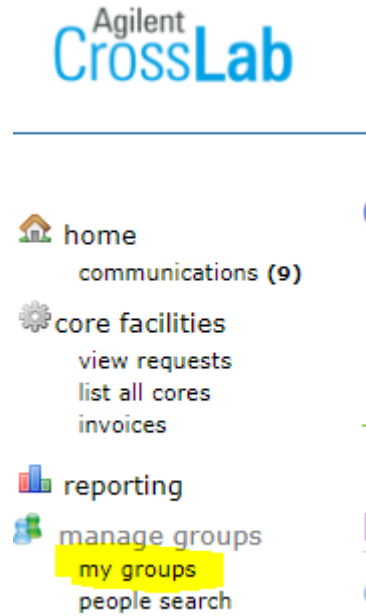 Agilent
CrossLab
home
communications (9)
core facilities
view requests
list all cores
invoices
reporting
manage groups
my groups
people search